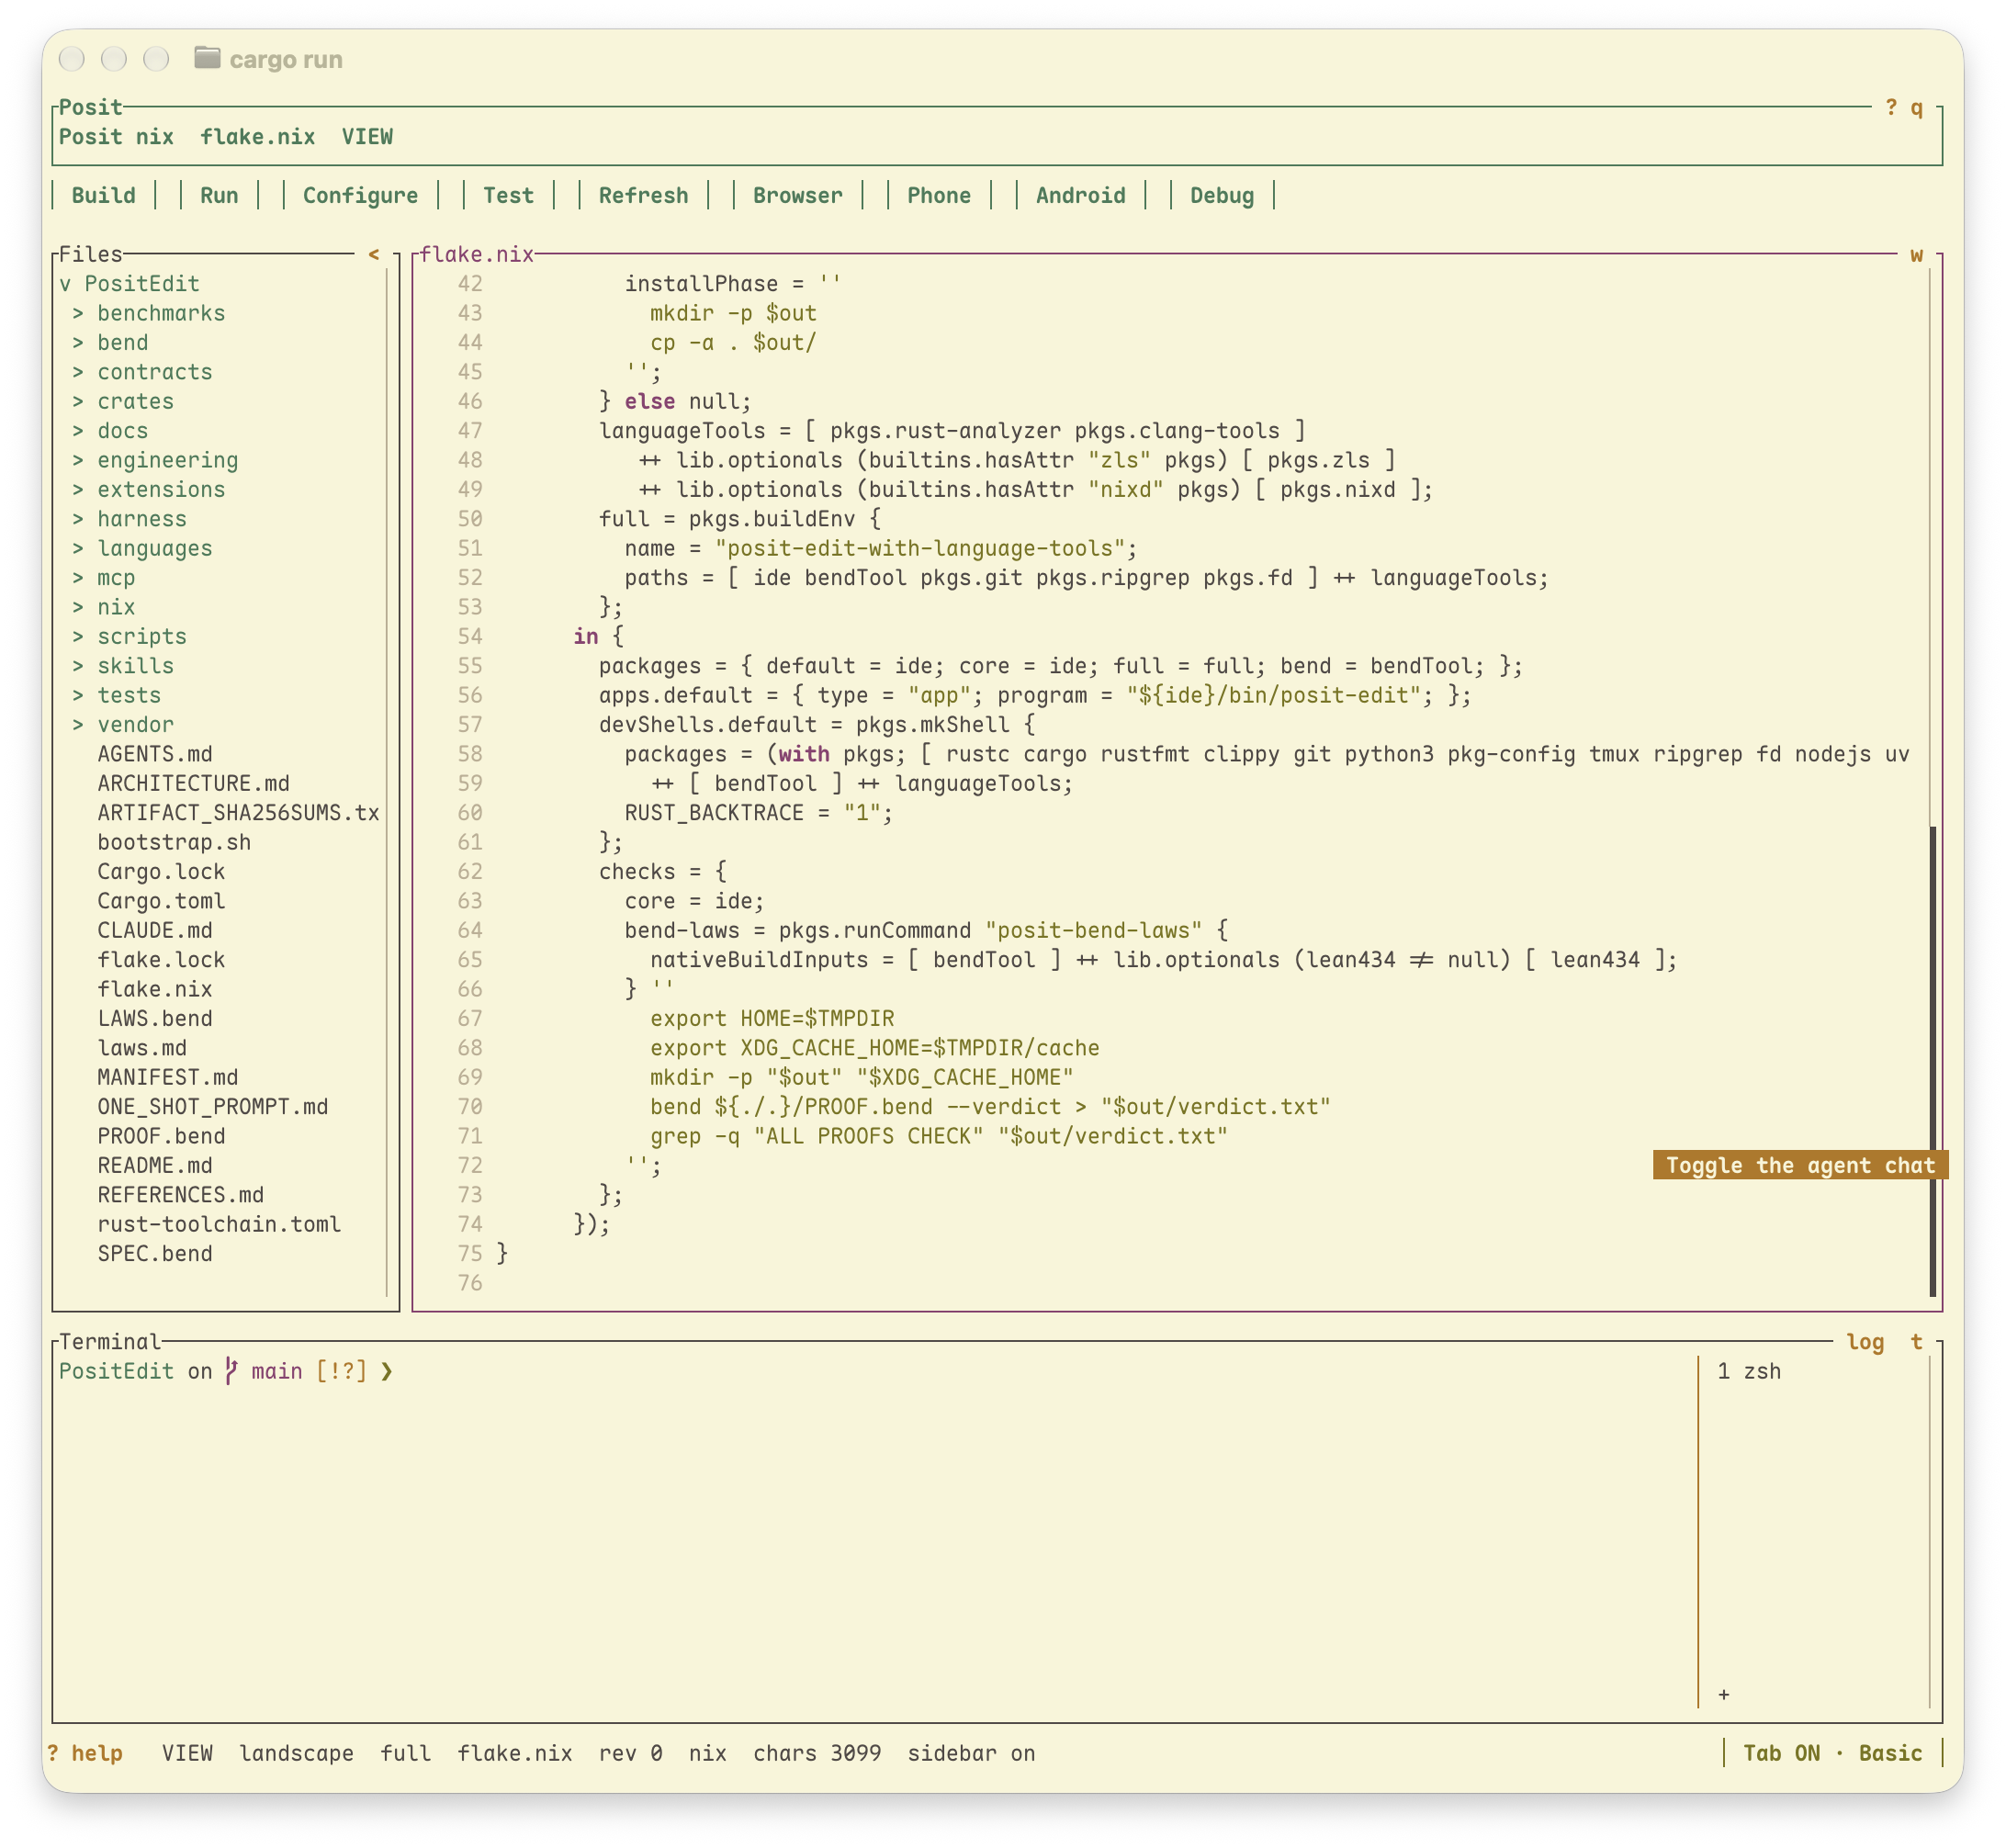 cargo run
Posit ? q
Posit nix  flake.nix  VIEW
Build Run Configure Test Refresh Browser Phone Android Debug
Files <
v PositEdit
> benchmarks
> bend
> contracts
> crates
> docs
> engineering
> extensions
> harness
> languages
> mcp
> nix
> scripts
> skills
> tests
> vendor
AGENTS.md
ARCHITECTURE.md
ARTIFACT_SHA256SUMS.tx
bootstrap.sh
Cargo.lock
Cargo.toml
CLAUDE.md
flake.lock
flake.nix
LAWS.bend
laws.md
MANIFEST.md
ONE_SHOT_PROMPT.md
PROOF.bend
README.md
REFERENCES.md
rust-toolchain.toml
SPEC.bend
flake.nix w
42           installPhase = ''
43             mkdir -p $out
44             cp -a . $out/
45           '';
46         } else null;
47         languageTools = [ pkgs.rust-analyzer pkgs.clang-tools ]
48            ++ lib.optionals (builtins.hasAttr "zls" pkgs) [ pkgs.zls ]
49            ++ lib.optionals (builtins.hasAttr "nixd" pkgs) [ pkgs.nixd ];
50         full = pkgs.buildEnv {
51           name = "posit-edit-with-language-tools";
52           paths = [ ide bendTool pkgs.git pkgs.ripgrep pkgs.fd ] ++ languageTools;
53         };
54       in {
55         packages = { default = ide; core = ide; full = full; bend = bendTool; };
56         apps.default = { type = "app"; program = "${ide}/bin/posit-edit"; };
57         devShells.default = pkgs.mkShell {
58           packages = (with pkgs; [ rustc cargo rustfmt clippy git python3 pkg-config tmux ripgrep fd nodejs uv
59             ++ [ bendTool ] ++ languageTools;
60           RUST_BACKTRACE = "1";
61         };
62         checks = {
63           core = ide;
64           bend-laws = pkgs.runCommand "posit-bend-laws" {
65             nativeBuildInputs = [ bendTool ] ++ lib.optionals (lean434 != null) [ lean434 ];
66           } ''
67             export HOME=$TMPDIR
68             export XDG_CACHE_HOME=$TMPDIR/cache
69             mkdir -p "$out" "$XDG_CACHE_HOME"
70             bend ${./.}/PROOF.bend --verdict > "$out/verdict.txt"
71             grep -q "ALL PROOFS CHECK" "$out/verdict.txt"
72           '';
Toggle the agent chat
73         };
74       });
75 }
76
Terminal log t
PositEdit on main [!?] ❯
1 zsh
+
? help   VIEW  landscape  full  flake.nix  rev 0  nix  chars 3099  sidebar on
Tab ON · Basic